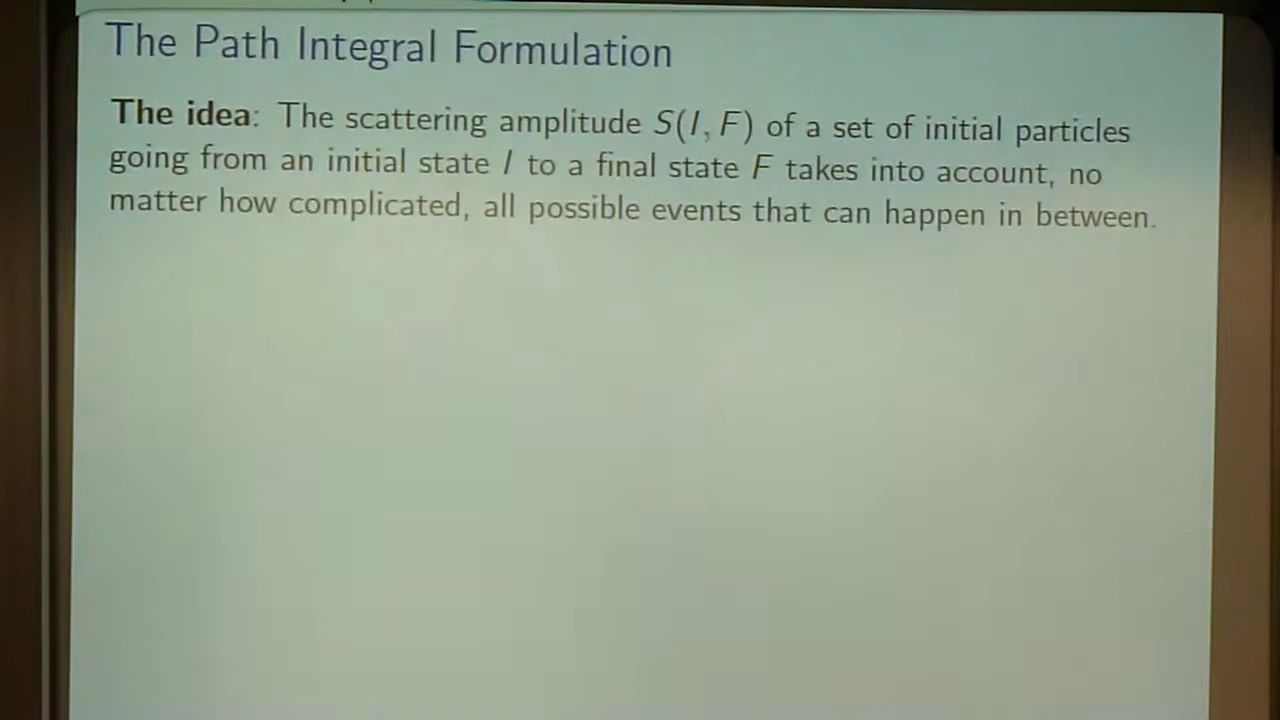 The Path Integral Formulation
The idea: The scattering amplitude S(I, F) of a set of initial particles
going from an initial state I to a final state F takes into account, no
matter how complicated, all possible events that can happen in between.